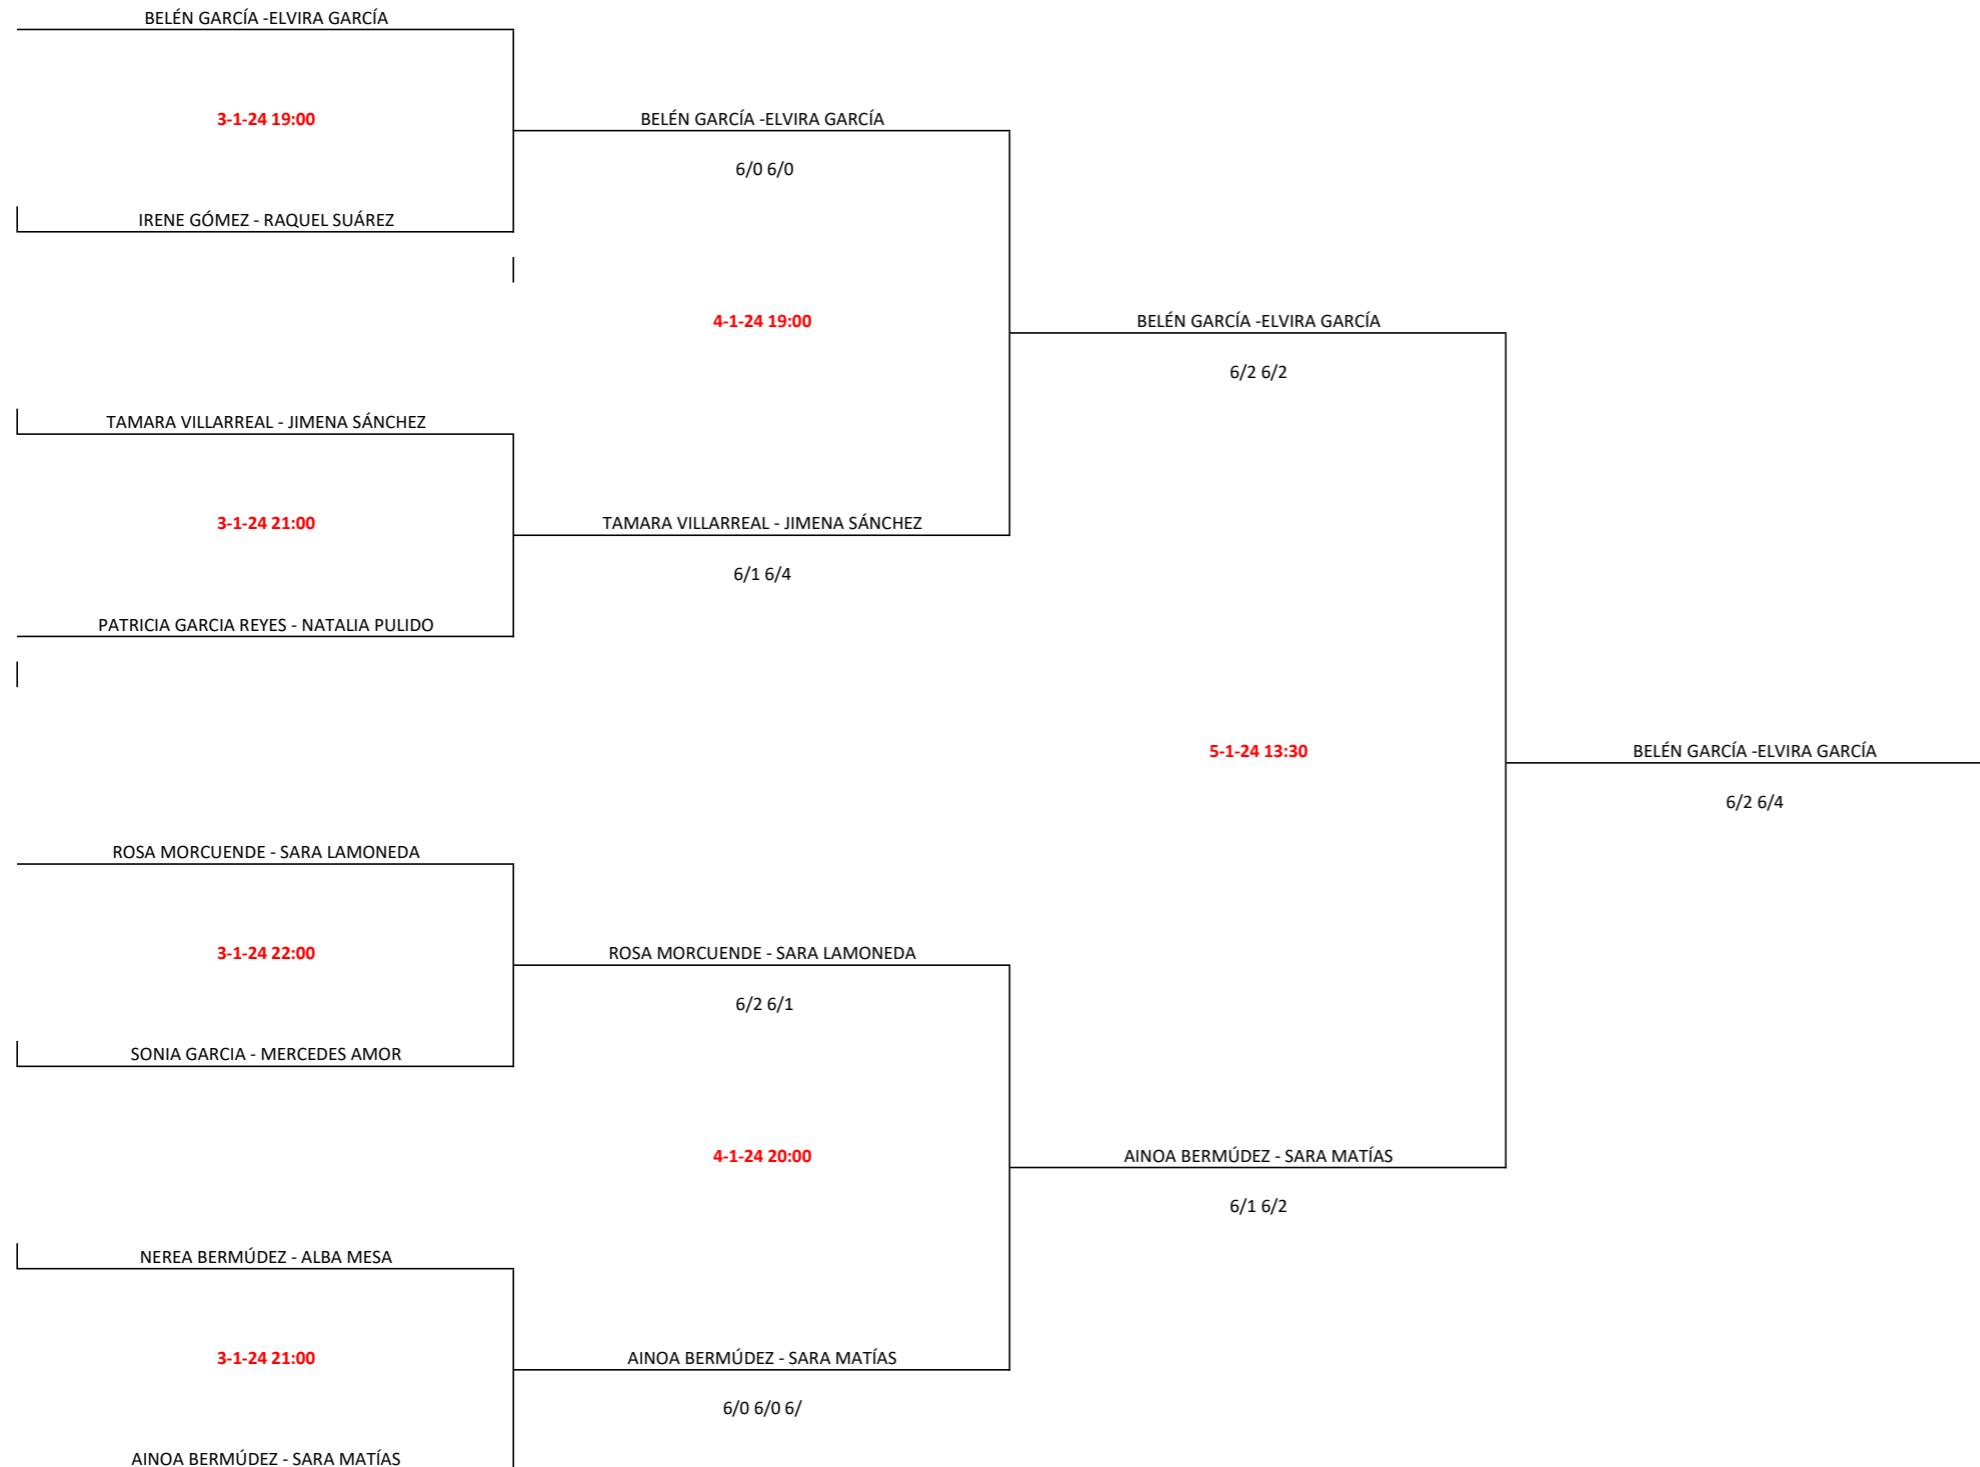 BELÉN GARCÍA -ELVIRA GARCÍA
3-1-24 19:00
BELÉN GARCÍA -ELVIRA GARCÍA
6/0 6/0
IRENE GÓMEZ - RAQUEL SUÁREZ
4-1-24 19:00
BELÉN GARCÍA -ELVIRA GARCÍA
6/2 6/2
TAMARA VILLARREAL - JIMENA SÁNCHEZ
3-1-24 21:00
TAMARA VILLARREAL - JIMENA SÁNCHEZ
6/1 6/4
PATRICIA GARCIA REYES - NATALIA PULIDO
5-1-24 13:30
BELÉN GARCÍA -ELVIRA GARCÍA
6/2 6/4
ROSA MORCUENDE - SARA LAMONEDA
3-1-24 22:00
ROSA MORCUENDE - SARA LAMONEDA
6/2 6/1
SONIA GARCIA - MERCEDES AMOR
4-1-24 20:00
AINOA BERMÚDEZ - SARA MATÍAS
6/1 6/2
NEREA BERMÚDEZ - ALBA MESA
3-1-24 21:00
AINOA BERMÚDEZ - SARA MATÍAS
6/0 6/0 6/
AINOA BERMÚDEZ - SARA MATÍAS